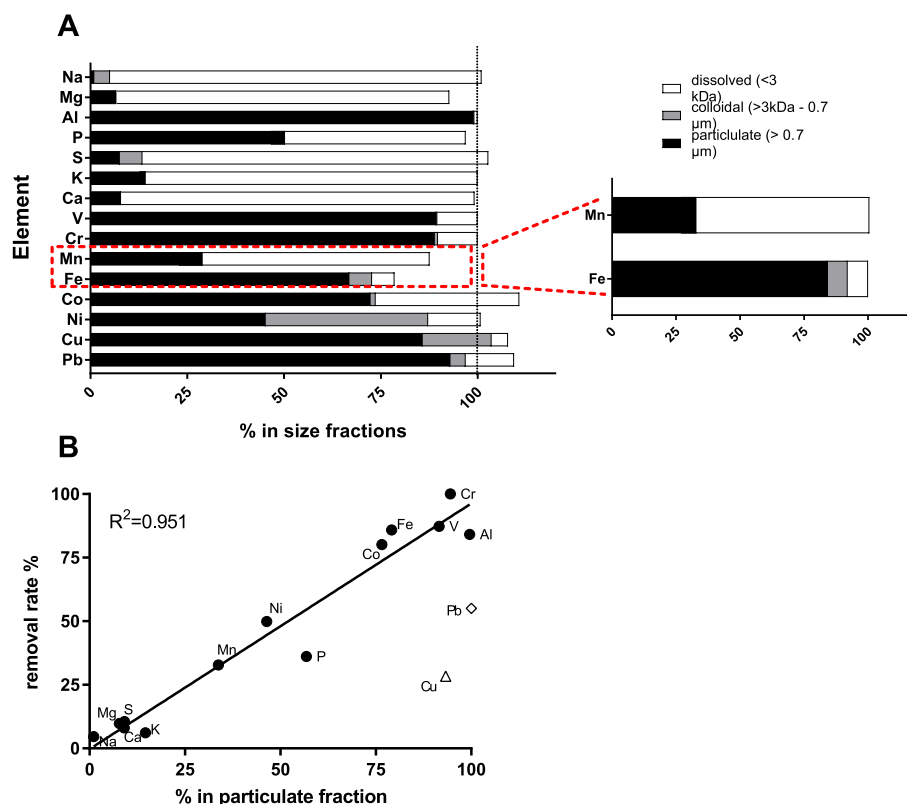 A
Na
Mg
Al
P
S
K
Ca
V
Cr
Mn
Fe
Co
Ni
Cu
Pb
Element
0
25
50
75
100
% in size fractions
dissolved (<3
kDa)
colloidal (>3kDa - 0.7
µm)
particlulate (> 0.7
µm)
Mn
Fe
0
25
50
75
100
B
R²=0.951
100
75
50
25
0
removal rate %
Cr
Fe
V
Al
Co
Ni
Pb
Mn
P
Cu
Mg
S
Na
Ca
K
0
25
50
75
100
% in particulate fraction